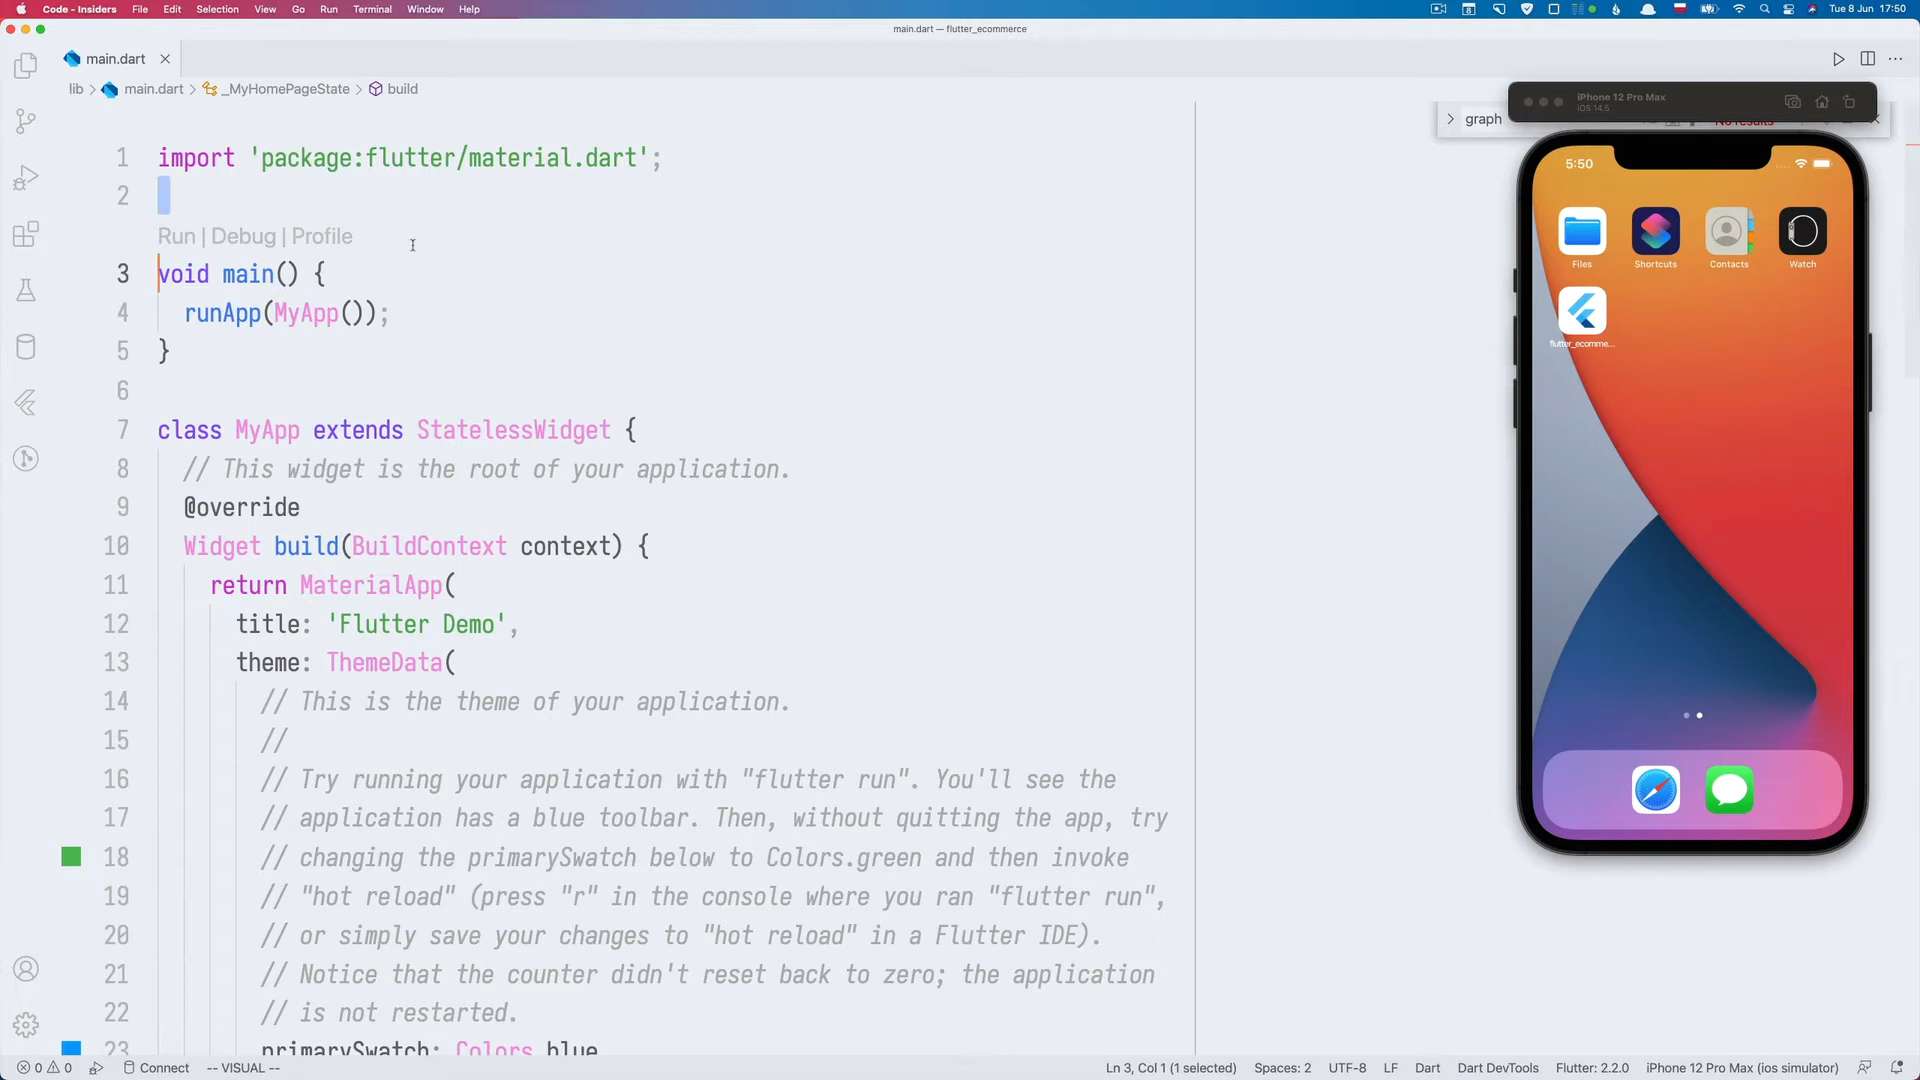 Code - Insiders File Edit Selection View Go Run Terminal Window Help Tue 8 Jun 17:50
main.dart — flutter_ecommerce
main.dart
lib > main.dart > _MyHomePageState > build
iPhone 12 Pro Max
iOS 14.5
graph No results
1 import 'package:flutter/material.dart';
2
Run | Debug | Profile
3 void main() {
4 runApp(MyApp());
5 }
6
7 class MyApp extends StatelessWidget {
8 // This widget is the root of your application.
9 @override
10 Widget build(BuildContext context) {
11 return MaterialApp(
12 title: 'Flutter Demo',
13 theme: ThemeData(
14 // This is the theme of your application.
15 //
16 // Try running your application with "flutter run". You'll see the
17 // application has a blue toolbar. Then, without quitting the app, try
18 // changing the primarySwatch below to Colors.green and then invoke
19 // "hot reload" (press "r" in the console where you ran "flutter run",
20 // or simply save your changes to "hot reload" in a Flutter IDE).
21 // Notice that the counter didn't reset back to zero; the application
22 // is not restarted.
23 primarySwatch: Colors.blue
5:50
Files Shortcuts Contacts Watch
flutter_ecomme...
0 0 Connect -- VISUAL -- Ln 3, Col 1 (1 selected) Spaces: 2 UTF-8 LF Dart Dart DevTools Flutter: 2.2.0 iPhone 12 Pro Max (ios simulator)